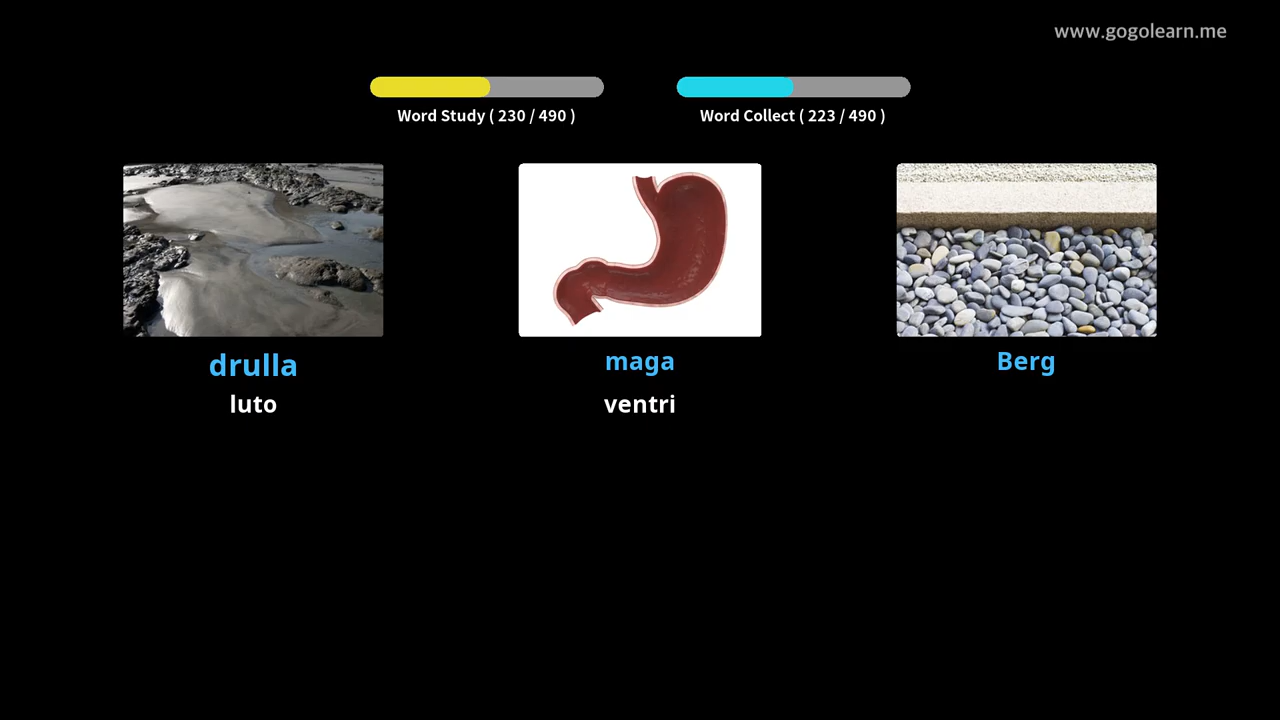 www.gogolearn.me
Word Study ( 230 / 490 )
Word Collect ( 223 / 490 )
drulla
maga
Berg
luto
ventri